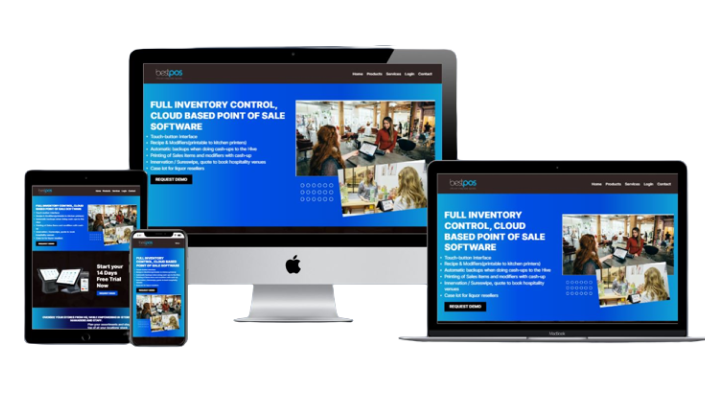 bestpos
Home Products Services Login Contact
FULL INVENTORY CONTROL,
CLOUD BASED POINT OF SALE
SOFTWARE
• Touch-button interface
• Recipe & Modifiers(printable to kitchen printers)
• Automatic backups when doing cash-ups to the Hive
• Printing of Sales items and modifiers with cash-up
• Inservation / Sureswipe, quote to book hospitality venues
• Case lot for liquor resellers
REQUEST DEMO
bestpos
Home Products Services Login Contact
FULL INVENTORY
CONTROL, CLOUD
BASED POINT OF SALE
SOFTWARE
• Touch-button interface
• Recipe & Modifiers(printable to kitchen printers)
• Automatic backups when doing cash-ups to the Hive
• Printing of Sales items and modifiers with cash-up
• Inservation / Sureswipe, quote to book hospitality
venues
• Case lot for liquor resellers
REQUEST DEMO
MacBook
bestpos
FULL INVENTORY CONTROL, CLOUD
BASED POINT OF SALE SOFTWARE
Start your
14 Days
Free Trial
Now
bestpos
FULL INVENTORY
CONTROL, CLOUD BASED
POINT OF SALE SOFTWARE